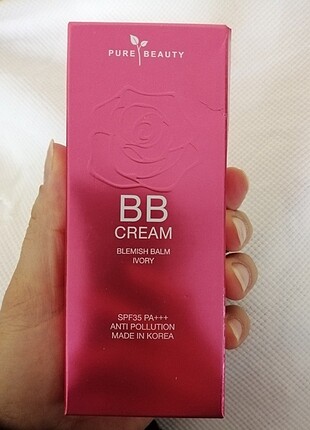 PURE BEAUTY
BB
CREAM
BLEMISH BALM
IVORY
SPF35 PA+++
ANTI POLLUTION
MADE IN KOREA